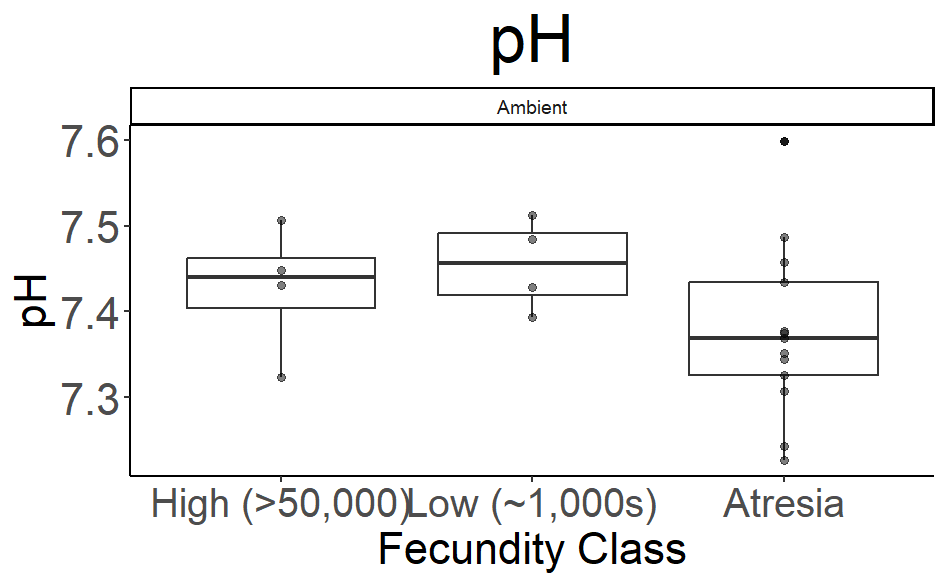 pH
Ambient
7.6
7.5
7.4
7.3
pH
High (>50,000)
Low (~1,000s)
Atresia
Fecundity Class